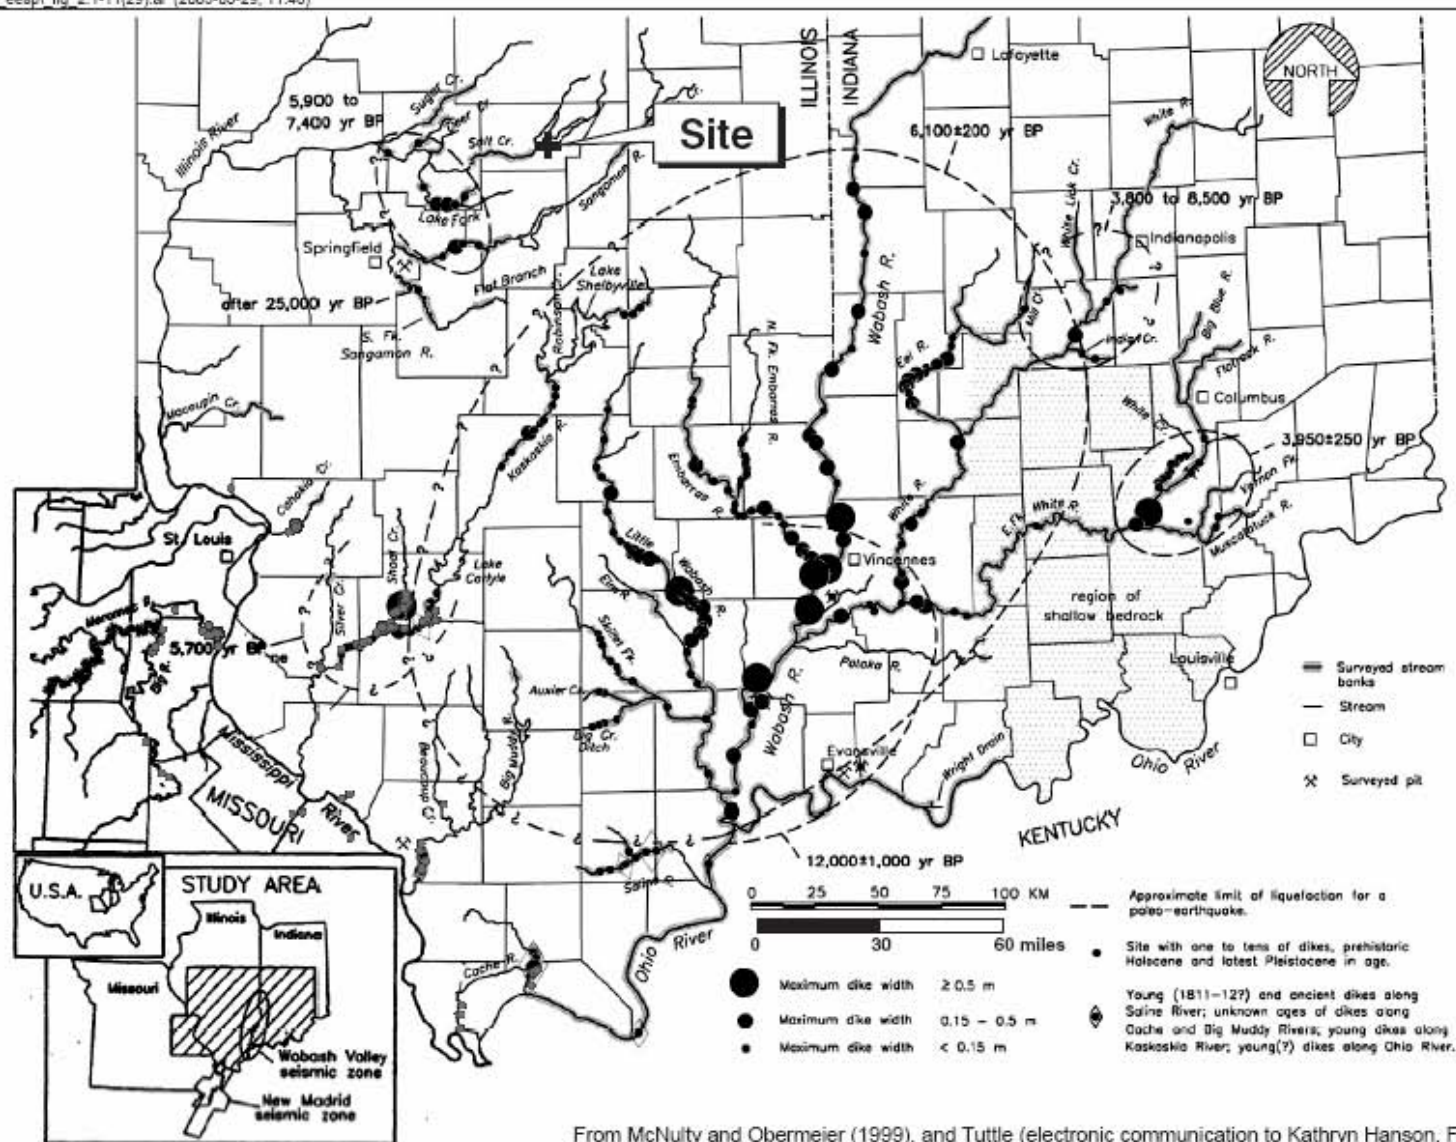 ILLINOIS
INDIANA
Lafayette
NORTH
5,900 to
7,400 yr BP
Sugar Cr.
Illinois River
Salt Cr.
Site
Cr.
6,100±200 yr BP
White R.
Sangamon R.
Lake Fork
White Lick Cr.
3,800 to 8,500 yr BP
Springfield
Indianapolis
Flat Branch
Lake
Shelbyville
Robinson Cr.
after 25,000 yr BP
Wabash R.
Big Blue R.
Mill Cr.
S. Fk.
Sangamon R.
N. Fk. Embarras R.
Eel R.
Indian Cr.
Flatrock R.
Macoupin Cr.
Columbus
White Cr.
Kaskaskia R.
3,950±250 yr BP
Embarras R.
Vernon Fk.
Cahokia Cr.
White R.
E. Fk. White R.
Muscatatuck R.
St. Louis
Shoal Cr.
Lake
Carlyle
Little
Wabash R.
Vincennes
Silver Cr.
Skillet Fk.
region of
shallow bedrock
Meramec R.
5,700 yr BP
Big R.
Patoka R.
Louisville
Surveyed stream
banks
Auxier Cr.
Stream
Big Cr.
Ditch
Wabash R.
City
Big Muddy R.
Evansville
Wright Drain
Ohio River
Surveyed pit
Mississippi
River
MISSOURI
KENTUCKY
12,000±1,000 yr BP
Saline R.
U.S.A.
STUDY AREA
Illinois
Indiana
Missouri
Wabash Valley
seismic zone
New Madrid
seismic zone
Cache R.
Ohio River
0 25 50 75 100 KM
0 30 60 miles
Maximum dike width ≥ 0.5 m
Maximum dike width 0.15 – 0.5 m
Maximum dike width < 0.15 m
Approximate limit of liquefaction for a
paleo-earthquake.
Site with one to tens of dikes, prehistoric
Holocene and latest Pleistocene in age.
Young (1811–12?) and ancient dikes along
Saline River; unknown ages of dikes along
Cache and Big Muddy Rivers; young dikes along
Kaskaskia River; young(?) dikes along Ohio River.
From McNulty and Obermeier (1999), and Tuttle (electronic communication to Kathryn Hanson